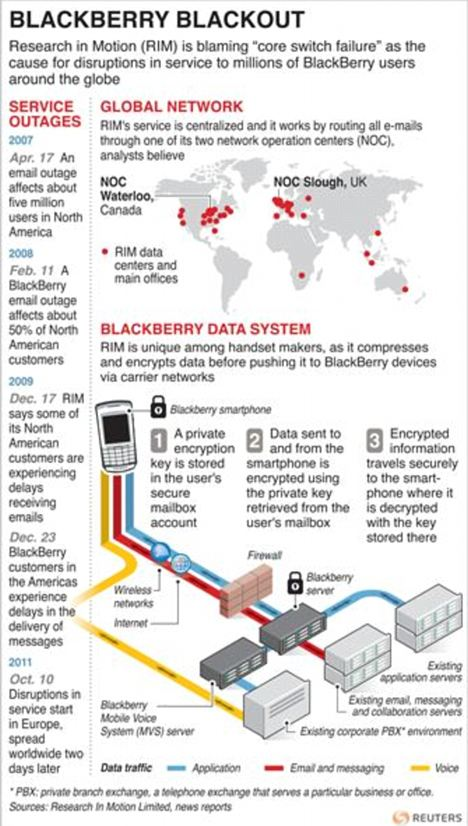 BLACKBERRY BLACKOUT
Research in Motion (RIM) is blaming “core switch failure” as the
cause for disruptions in service to millions of BlackBerry users
around the globe
SERVICE
OUTAGES
2007
Apr. 17 An
email outage
affects about
five million
users in North
America
2008
Feb. 11 A
BlackBerry
email outage
affects about
50% of North
American
customers
2009
Dec. 17 RIM
says some of
its North
American
customers are
experiencing
delays
receiving
emails
Dec. 23
BlackBerry
customers in
the Americas
experience
delays in the
delivery of
messages
2011
Oct. 10
Disruptions in
service start
in Europe,
spread
worldwide two
days later
GLOBAL NETWORK
RIM's service is centralized and it works by routing all e-mails
through one of its two network operation centers (NOC),
analysts believe
NOC
Waterloo,
Canada
NOC Slough, UK
RIM data
centers and
main offices
BLACKBERRY DATA SYSTEM
RIM is unique among handset makers, as it compresses
and encrypts data before pushing it to BlackBerry devices
via carrier networks
Blackberry smartphone
1 A private
encryption
key is stored
in the user's
secure
mailbox
account
2 Data sent to
and from the
smartphone is
encrypted using
the private key
retrieved from the
user's mailbox
3 Encrypted
information
travels securely
to the smart-
phone where it
is decrypted
with the key
stored there
Wireless
networks
Internet
Firewall
Blackberry
server
Existing
application servers
Existing email, messaging
and collaboration servers
Blackberry
Mobile Voice
System (MVS) server
Existing corporate PBX* environment
Data traffic Application Email and messaging Voice
* PBX: private branch exchange, a telephone exchange that serves a particular business or office.
Sources: Research In Motion Limited, news reports
REUTERS